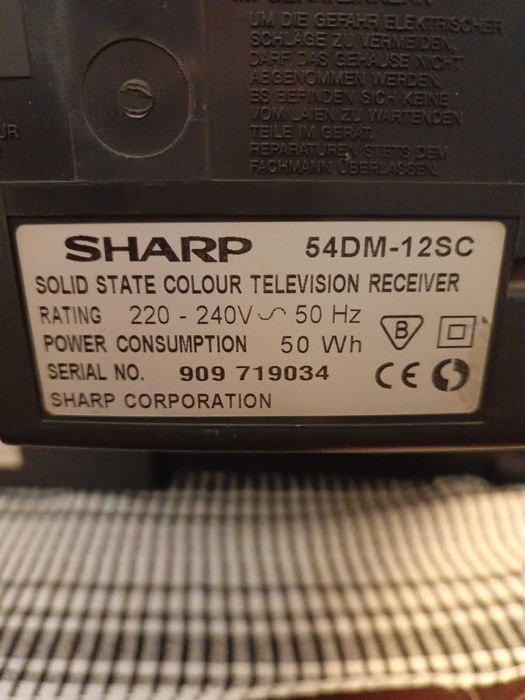 UM DIE GEFAHR ELEKTRISCHER
SCHLÄGE ZU VERMEIDEN,
DARF DAS GEHÄUSE NICHT
ABGENOMMEN WERDEN.
ES BEFINDEN SICH KEINE
VOM LAIEN ZU WARTENDEN
TEILE IM GERÄT.
REPARATUREN STETS DEM
FACHMANN ÜBERLASSEN.
UR
SHARP 54DM-12SC
SOLID STATE COLOUR TELEVISION RECEIVER
RATING 220 - 240V ~ 50 Hz
POWER CONSUMPTION 50 Wh B
SERIAL NO. 909 719034 CE
SHARP CORPORATION